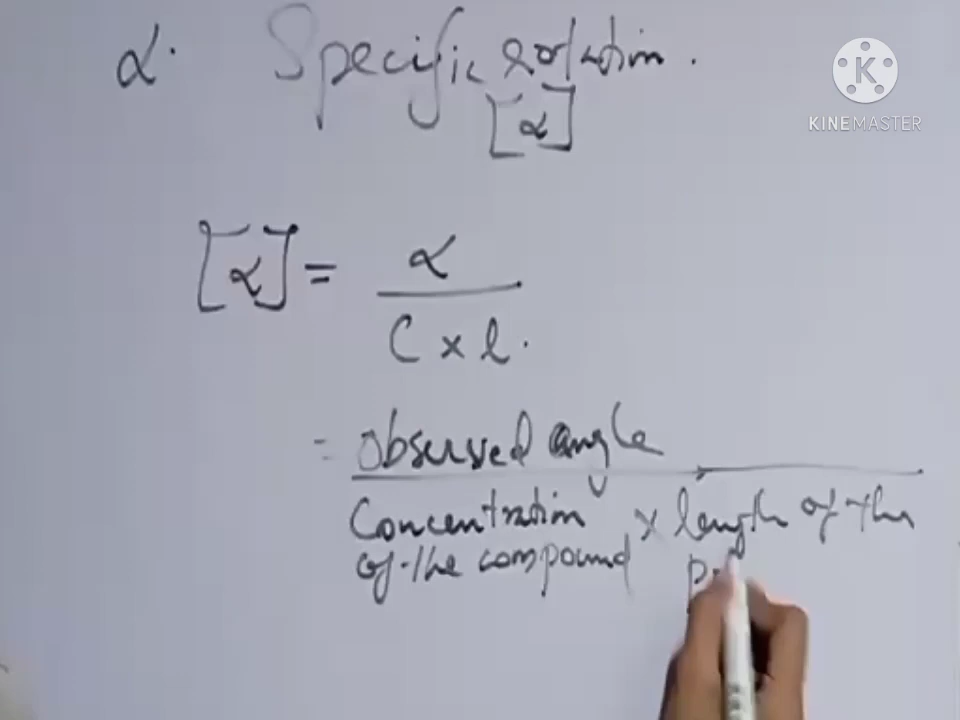 α. Specific rotation.
[α]
K
KINEMASTER
[α] = α
C × l.
= Observed angle
Concentration × length of the
of the compound